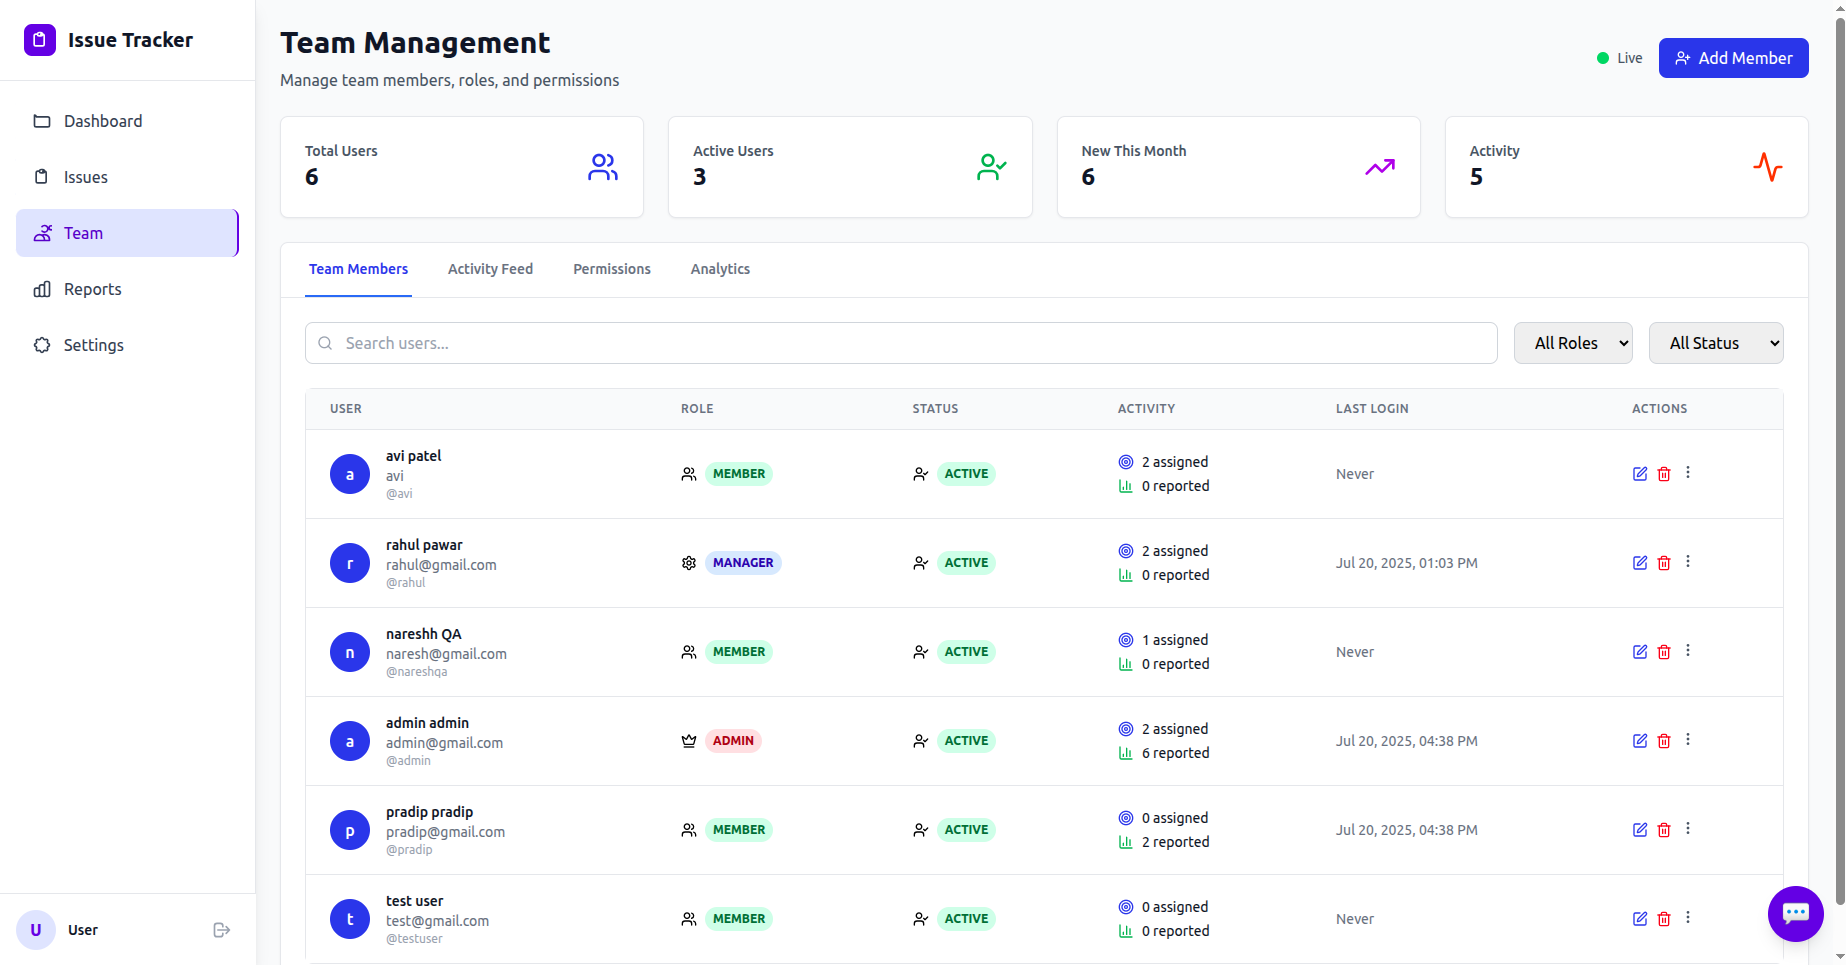 Issue Tracker
Dashboard
Issues
Team
Reports
Settings
U User
Team Management
Manage team members, roles, and permissions
Live
Add Member
Total Users
6
Active Users
3
New This Month
6
Activity
5
Team Members Activity Feed Permissions Analytics
Search users... All Roles All Status
USER ROLE STATUS ACTIVITY LAST LOGIN ACTIONS
a
avi patel
avi
@avi
MEMBER
ACTIVE
2 assigned
0 reported
Never
r
rahul pawar
rahul@gmail.com
@rahul
MANAGER
ACTIVE
2 assigned
0 reported
Jul 20, 2025, 01:03 PM
n
nareshh QA
naresh@gmail.com
@nareshqa
MEMBER
ACTIVE
1 assigned
0 reported
Never
a
admin admin
admin@gmail.com
@admin
ADMIN
ACTIVE
2 assigned
6 reported
Jul 20, 2025, 04:38 PM
p
pradip pradip
pradip@gmail.com
@pradip
MEMBER
ACTIVE
0 assigned
2 reported
Jul 20, 2025, 04:38 PM
t
test user
test@gmail.com
@testuser
MEMBER
ACTIVE
0 assigned
0 reported
Never